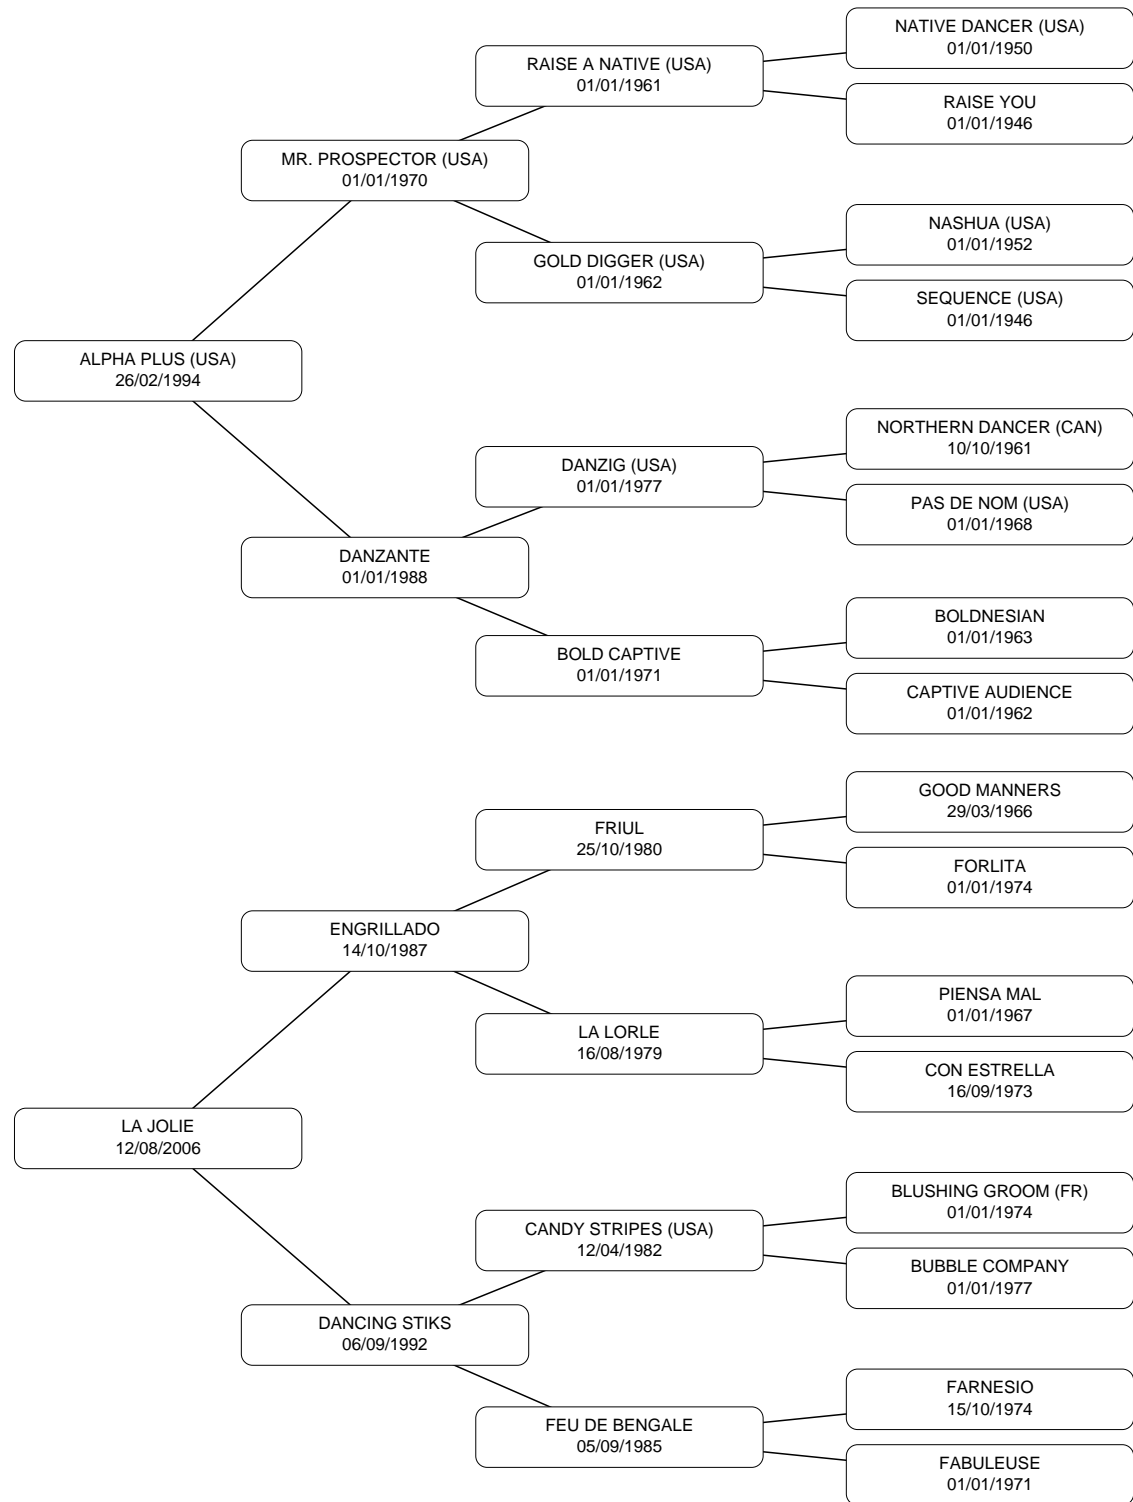 NATIVE DANCER (USA)
01/01/1950
RAISE A NATIVE (USA)
01/01/1961
RAISE YOU
01/01/1946
MR. PROSPECTOR (USA)
01/01/1970
NASHUA (USA)
01/01/1952
GOLD DIGGER (USA)
01/01/1962
SEQUENCE (USA)
01/01/1946
ALPHA PLUS (USA)
26/02/1994
NORTHERN DANCER (CAN)
10/10/1961
DANZIG (USA)
01/01/1977
PAS DE NOM (USA)
01/01/1968
DANZANTE
01/01/1988
BOLDNESIAN
01/01/1963
BOLD CAPTIVE
01/01/1971
CAPTIVE AUDIENCE
01/01/1962
GOOD MANNERS
29/03/1966
FRIUL
25/10/1980
FORLITA
01/01/1974
ENGRILLADO
14/10/1987
PIENSA MAL
01/01/1967
LA LORLE
16/08/1979
CON ESTRELLA
16/09/1973
LA JOLIE
12/08/2006
BLUSHING GROOM (FR)
01/01/1974
CANDY STRIPES (USA)
12/04/1982
BUBBLE COMPANY
01/01/1977
DANCING STIKS
06/09/1992
FARNESIO
15/10/1974
FEU DE BENGALE
05/09/1985
FABULEUSE
01/01/1971